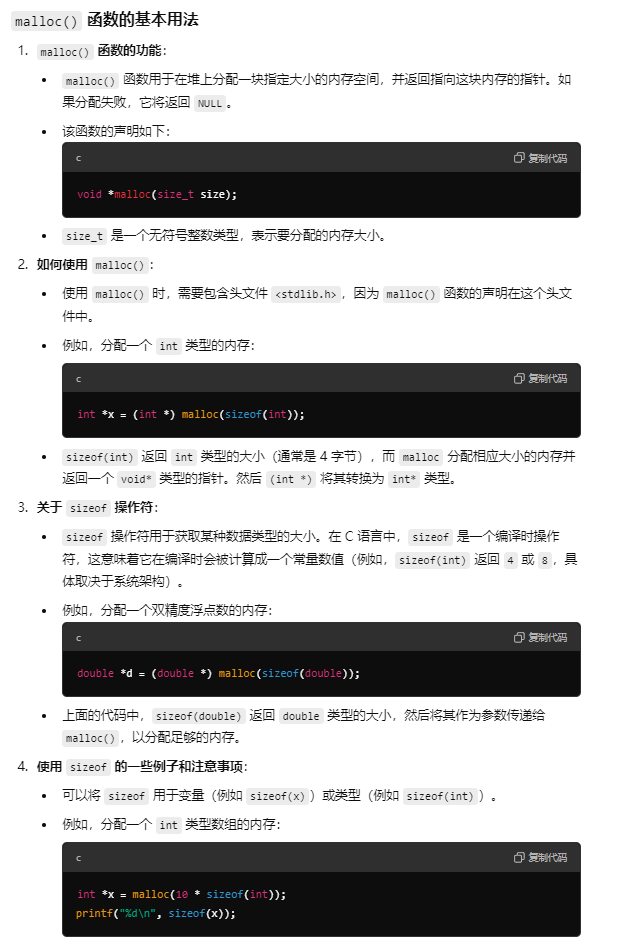 malloc() 函数的基本用法
1. malloc() 函数的功能：
• malloc() 函数用于在堆上分配一块指定大小的内存空间，并返回指向这块内存的指针。如
果分配失败，它将返回 NULL 。
• 该函数的声明如下：
c 复制代码
void *malloc(size_t size);
• size_t 是一个无符号整数类型，表示要分配的内存大小。
2. 如何使用 malloc() ：
• 使用 malloc() 时，需要包含头文件 <stdlib.h> ，因为 malloc() 函数的声明在这个头文
件中。
• 例如，分配一个 int 类型的内存：
c 复制代码
int *x = (int *) malloc(sizeof(int));
• sizeof(int) 返回 int 类型的大小（通常是 4 字节），而 malloc 分配相应大小的内存并
返回一个 void* 类型的指针。然后 (int *) 将其转换为 int* 类型。
3. 关于 sizeof 操作符：
• sizeof 操作符用于获取某种数据类型的大小。在 C 语言中， sizeof 是一个编译时操作
符，这意味着它在编译时会被计算成一个常量数值（例如， sizeof(int) 返回 4 或 8 ，具
体取决于系统架构）。
• 例如，分配一个双精度浮点数的内存：
c 复制代码
double *d = (double *) malloc(sizeof(double));
• 上面的代码中， sizeof(double) 返回 double 类型的大小，然后将其作为参数传递给
malloc() ，以分配足够的内存。
4. 使用 sizeof 的一些例子和注意事项：
• 可以将 sizeof 用于变量（例如 sizeof(x) ）或类型（例如 sizeof(int) ）。
• 例如，分配一个 int 类型数组的内存：
c 复制代码
int *x = malloc(10 * sizeof(int));
printf("%d\n", sizeof(x));